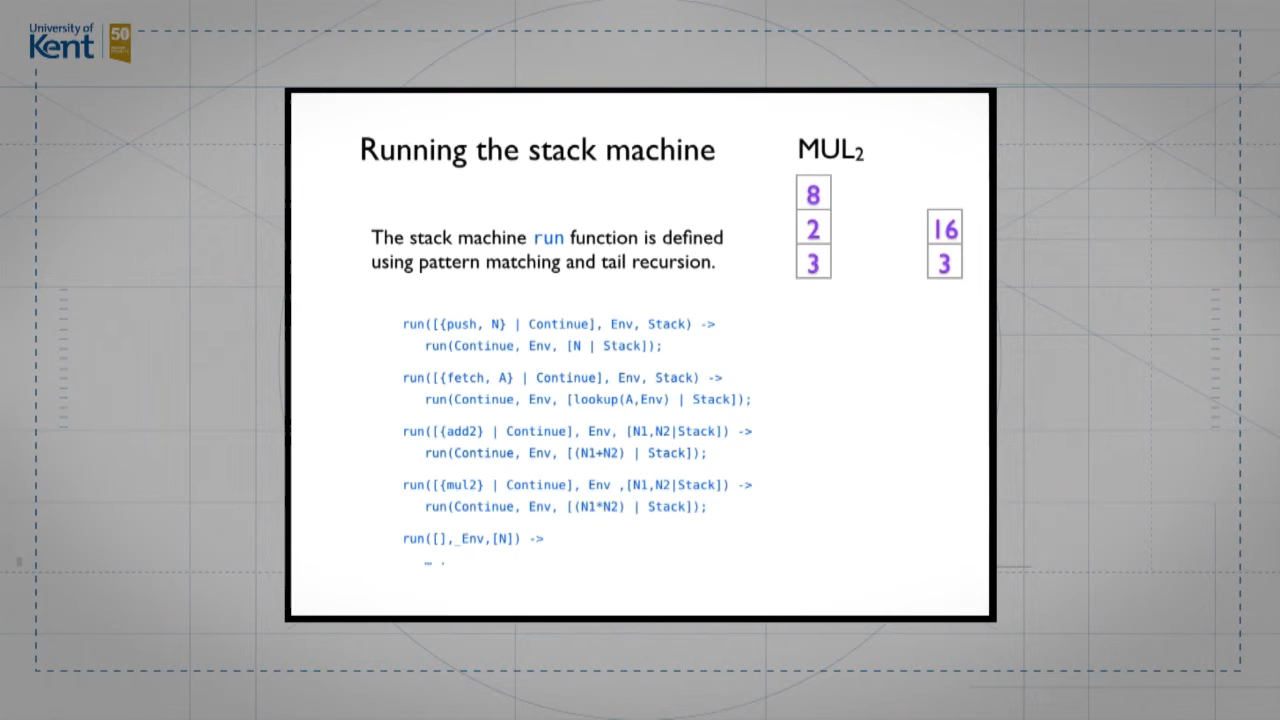 University of
Kent
50
Running the stack machine
MUL₂
8
2
3
16
3
The stack machine run function is defined
using pattern matching and tail recursion.
run([{push, N} | Continue], Env, Stack) ->
run(Continue, Env, [N | Stack]);
run([{fetch, A} | Continue], Env, Stack) ->
run(Continue, Env, [lookup(A,Env) | Stack]);
run([{add2} | Continue], Env, [N1,N2|Stack]) ->
run(Continue, Env, [(N1+N2) | Stack]);
run([{mul2} | Continue], Env ,[N1,N2|Stack]) ->
run(Continue, Env, [(N1*N2) | Stack]);
run([],_Env,[N]) ->
… .